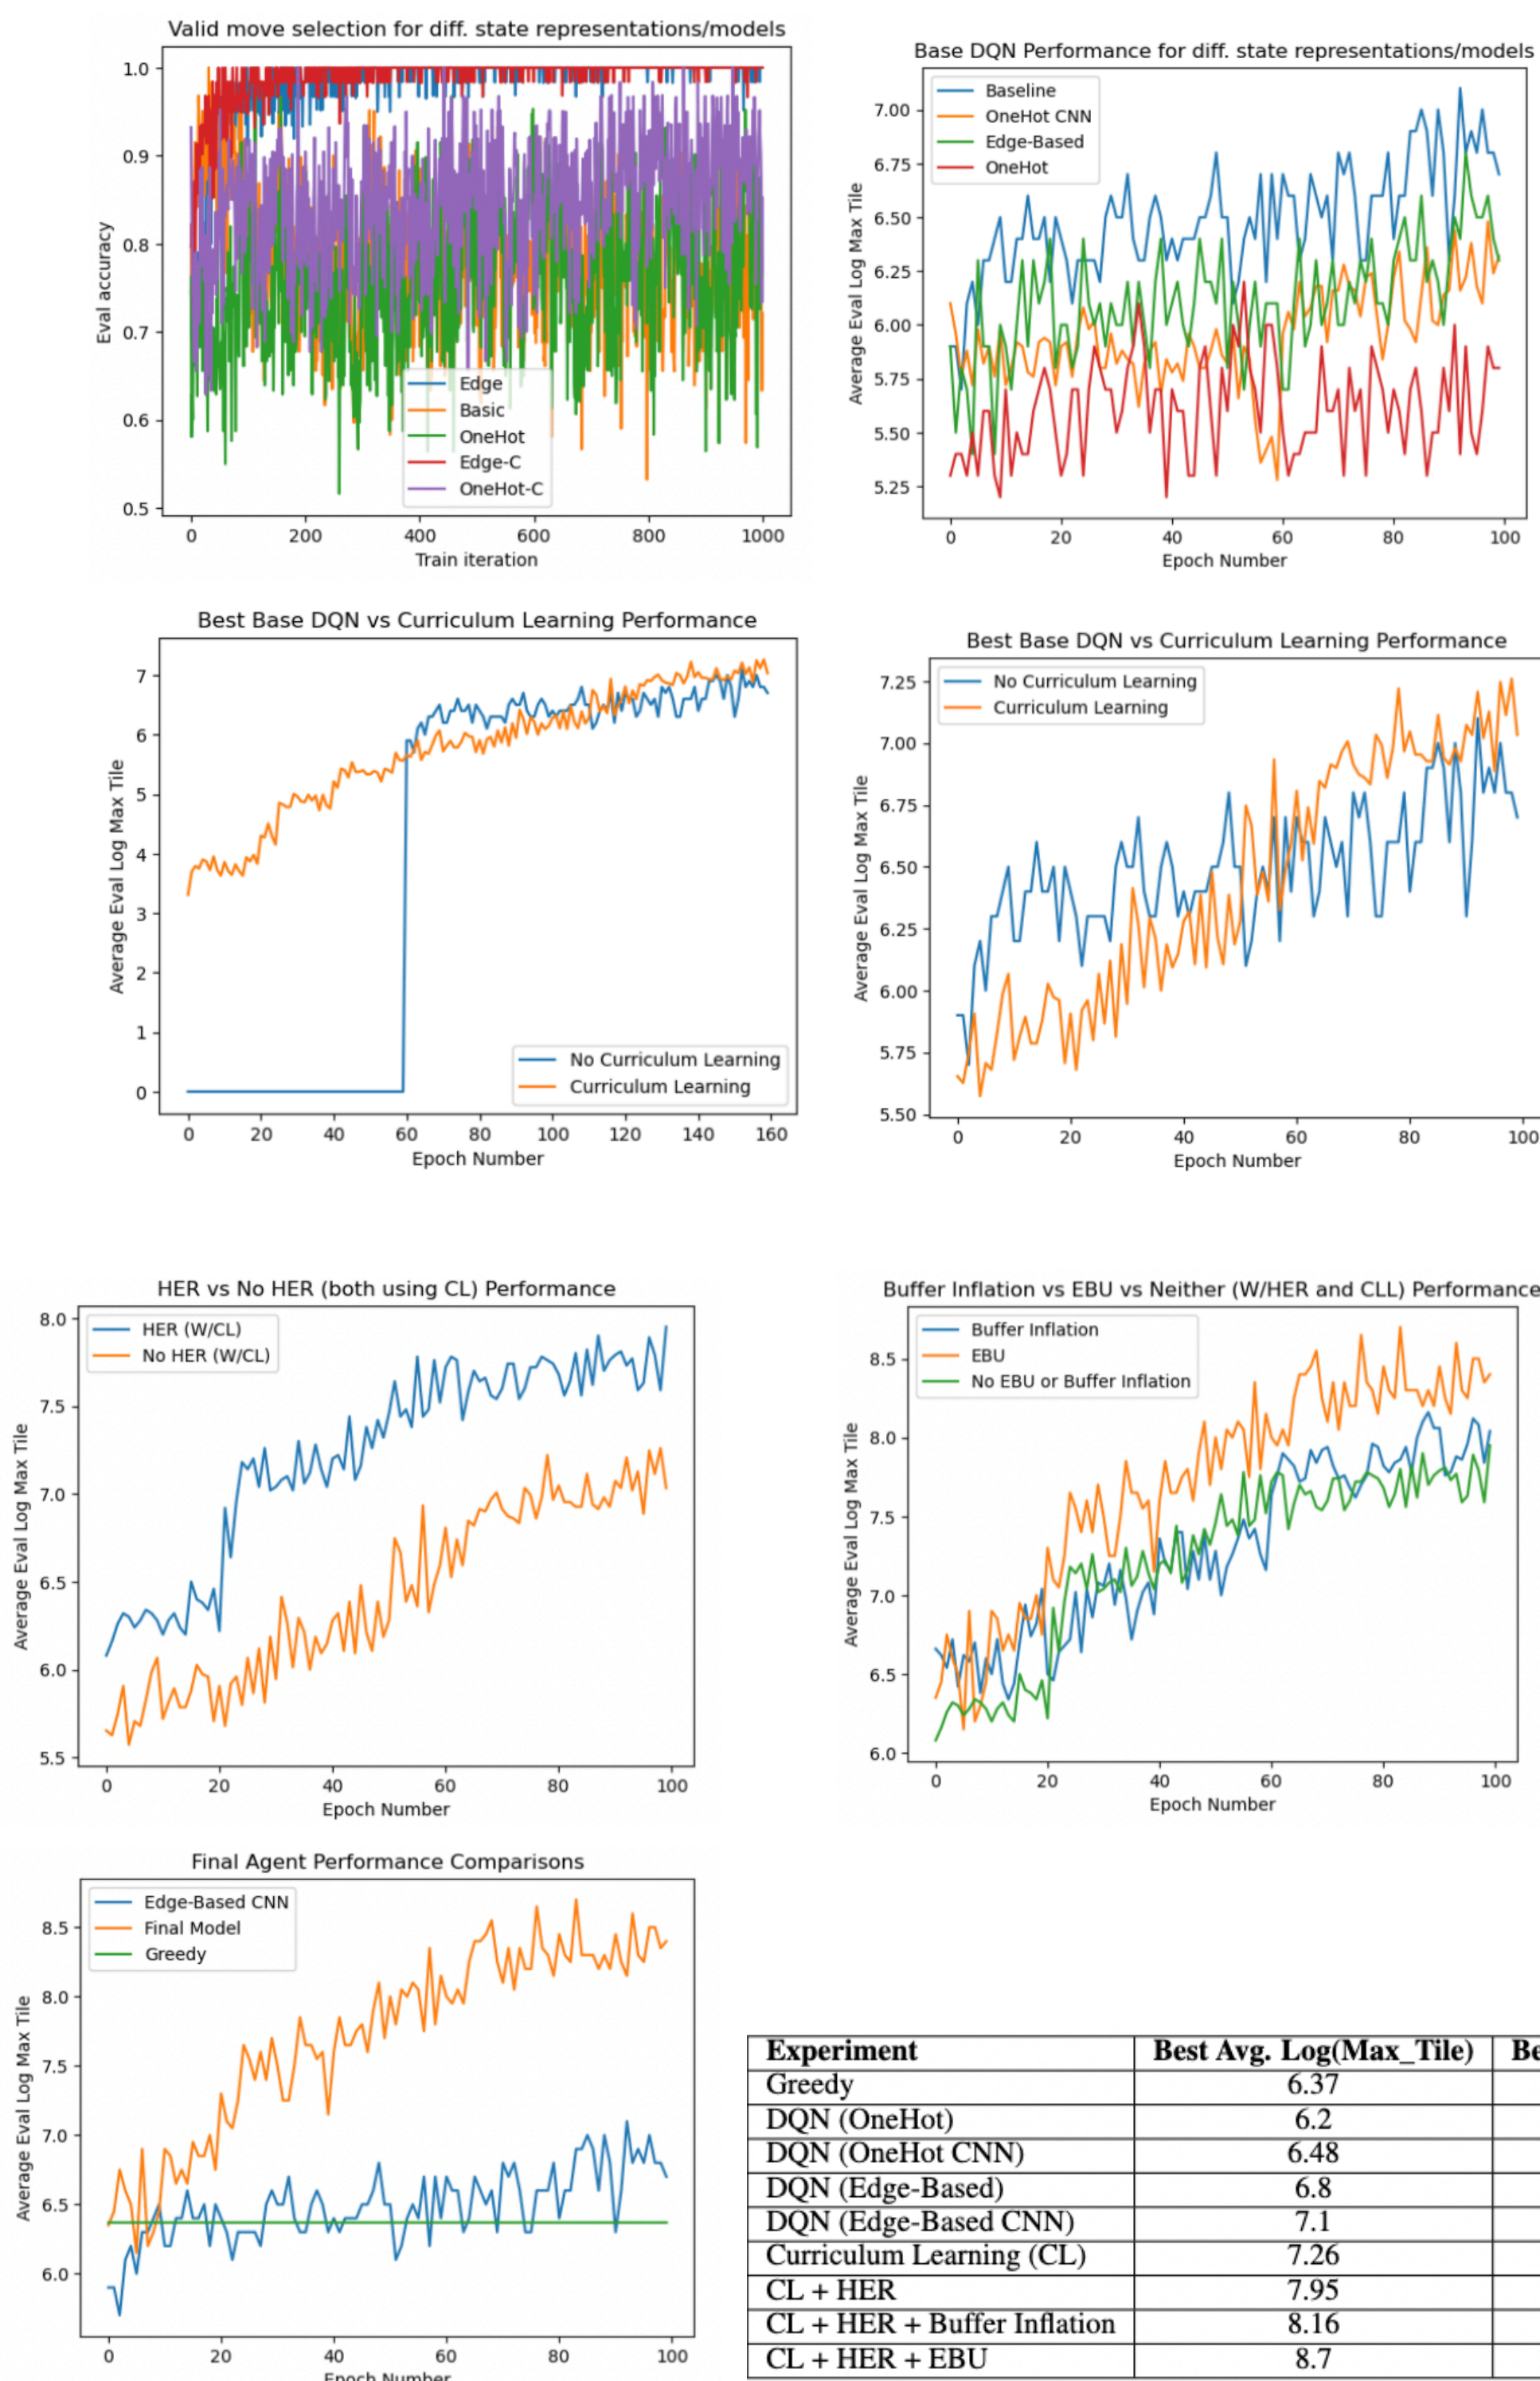 Valid move selection for diff. state representations/models
1.0
0.9
0.8
0.7
0.6
0.5
Eval accuracy
Edge
Basic
OneHot
Edge-C
OneHot-C
0 200 400 600 800 1000
Train iteration
Base DQN Performance for diff. state representations/models
Baseline
OneHot CNN
Edge-Based
OneHot
7.00
6.75
6.50
6.25
6.00
5.75
5.50
5.25
Average Eval Log Max Tile
0 20 40 60 80 100
Epoch Number
Best Base DQN vs Curriculum Learning Performance
7
6
5
4
3
2
1
0
Average Eval Log Max Tile
No Curriculum Learning
Curriculum Learning
0 20 40 60 80 100 120 140 160
Epoch Number
Best Base DQN vs Curriculum Learning Performance
No Curriculum Learning
Curriculum Learning
7.25
7.00
6.75
6.50
6.25
6.00
5.75
5.50
Average Eval Log Max Tile
0 20 40 60 80 100
Epoch Number
HER vs No HER (both using CL) Performance
HER (W/CL)
No HER (W/CL)
8.0
7.5
7.0
6.5
6.0
5.5
Average Eval Log Max Tile
0 20 40 60 80 100
Epoch Number
Buffer Inflation vs EBU vs Neither (W/HER and CLL) Performance
Buffer Inflation
EBU
No EBU or Buffer Inflation
8.5
8.0
7.5
7.0
6.5
6.0
Average Eval Log Max Tile
0 20 40 60 80 100
Epoch Number
Final Agent Performance Comparisons
Edge-Based CNN
Final Model
Greedy
8.5
8.0
7.5
7.0
6.5
6.0
Average Eval Log Max Tile
0 20 40 60 80 100
Epoch Number
Experiment Best Avg. Log(Max_Tile) Be
Greedy 6.37
DQN (OneHot) 6.2
DQN (OneHot CNN) 6.48
DQN (Edge-Based) 6.8
DQN (Edge-Based CNN) 7.1
Curriculum Learning (CL) 7.26
CL + HER 7.95
CL + HER + Buffer Inflation 8.16
CL + HER + EBU 8.7